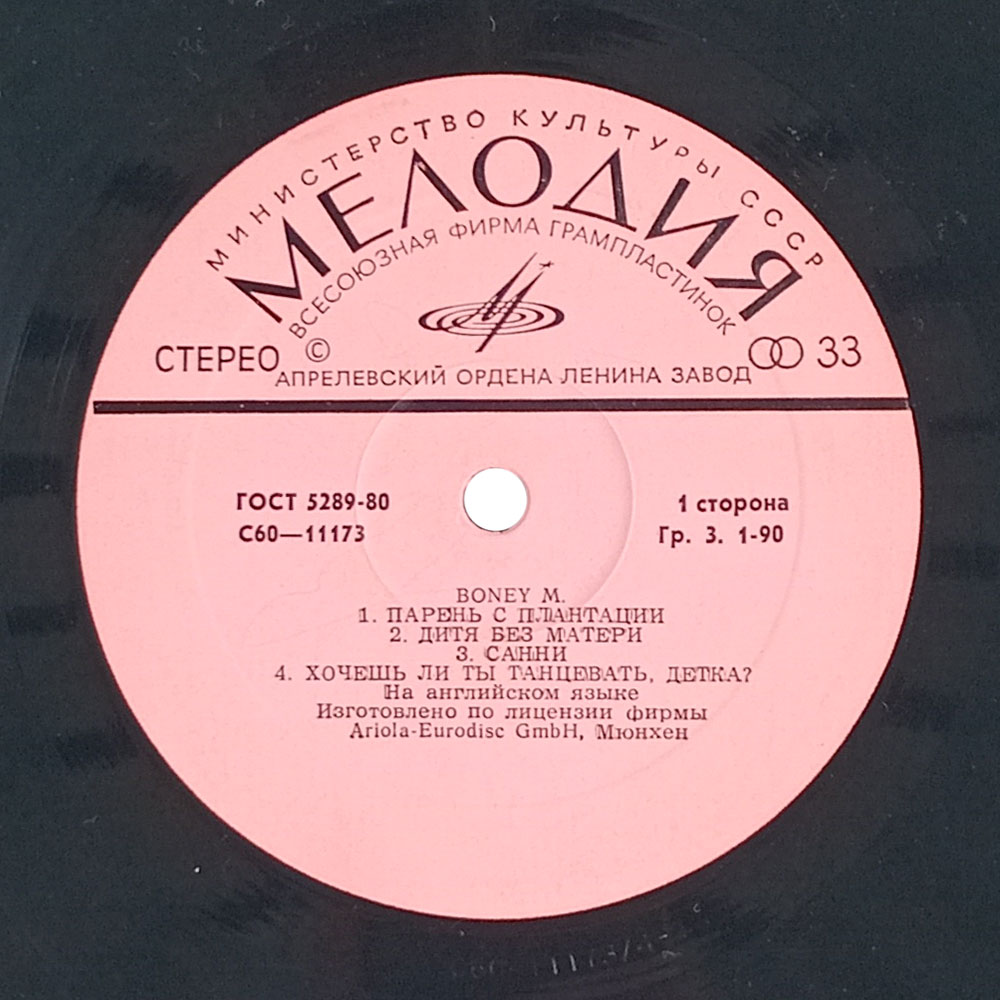 МИНИСТЕРСТВО КУЛЬТУРЫ СССР
МЕЛОДИЯ
ВСЕСОЮЗНАЯ ФИРМА ГРАМПЛАСТИНОК
СТЕРЕО © 33
АПРЕЛЕВСКИЙ ОРДЕНА ЛЕНИНА ЗАВОД
ГОСТ 5289-80
С60—11173
1 сторона
Гр. 3. 1-90
BONEY M.
1. ПАРЕНЬ С ПЛАНТАЦИИ
2. ДИТЯ БЕЗ МАТЕРИ
3. САННИ
4. ХОЧЕШЬ ЛИ ТЫ ТАНЦЕВАТЬ, ДЕТКА?
На английском языке
Изготовлено по лицензии фирмы
Ariola-Eurodisc GmbH, Мюнхен